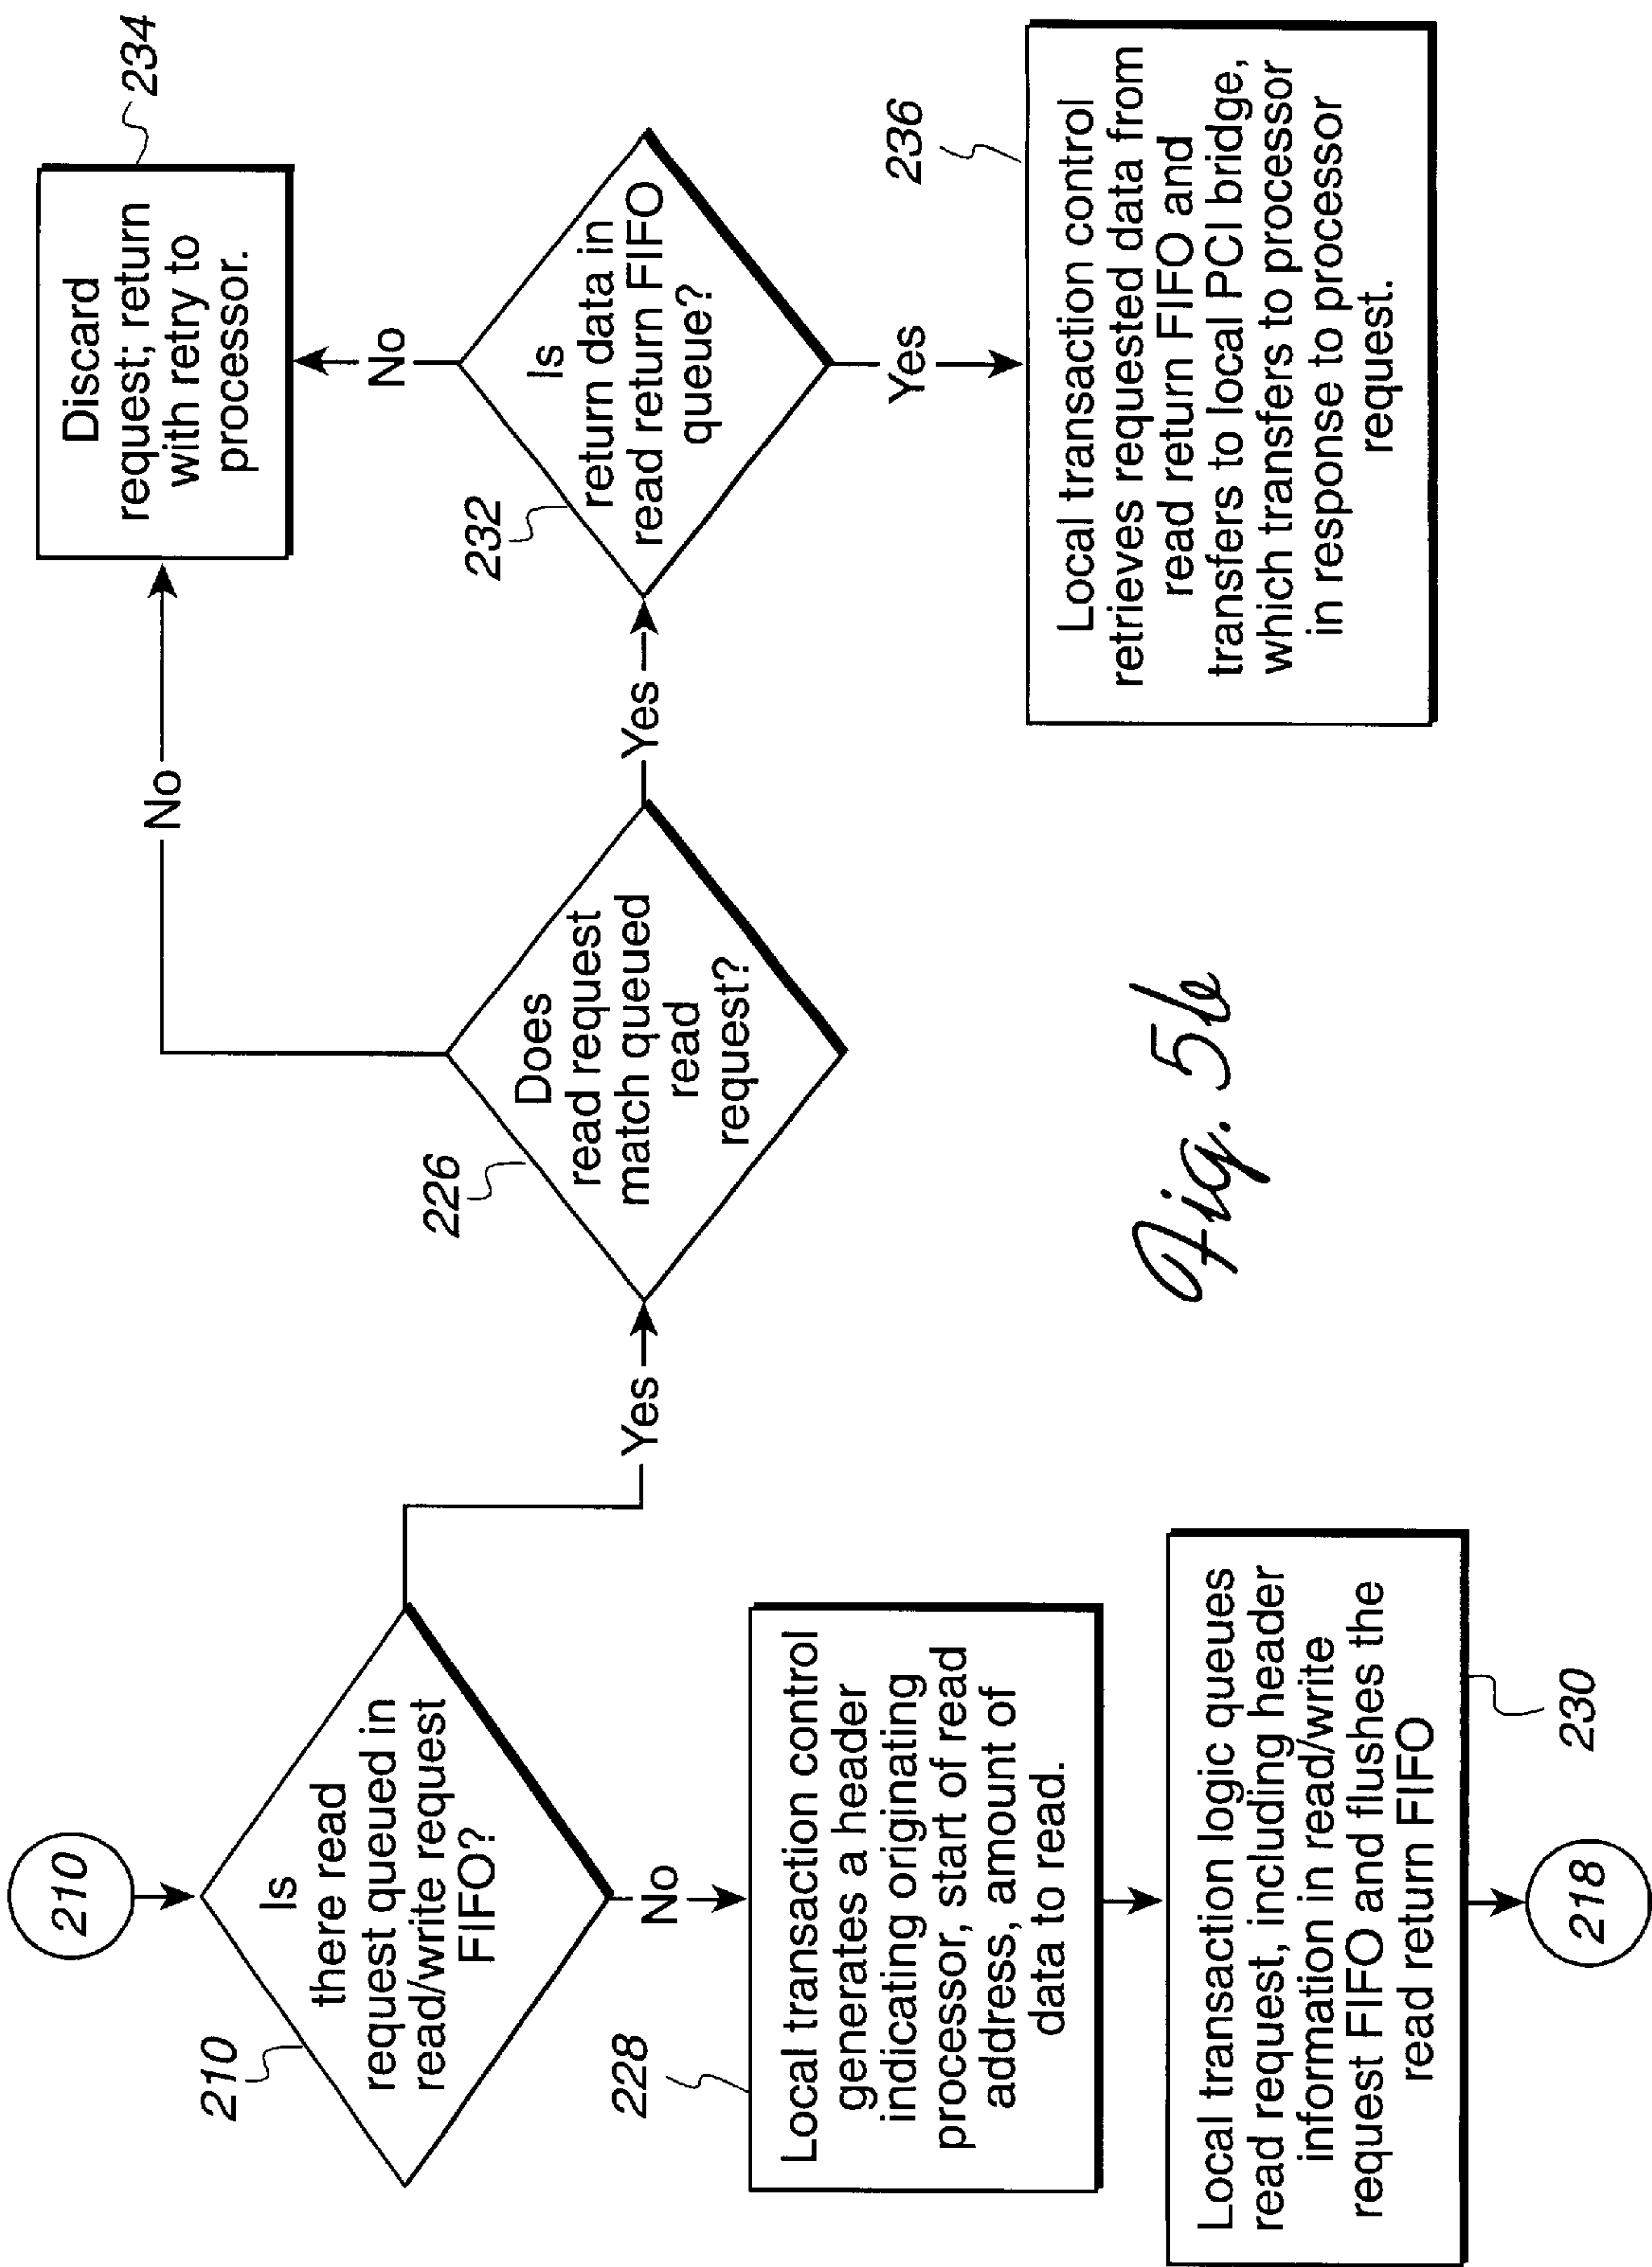 210
210
Is
there read
request queued in
read/write request
FIFO?
Yes
No
228
Local transaction control
generates a header
indicating originating
processor, start of read
address, amount of
data to read.
Local transaction logic queues
read request, including header
information in read/write
request FIFO and flushes the
read return FIFO
230
218
226
Does
read request
match queued
read
request?
No
Yes
234
Discard
request; return
with retry to
processor.
No
232
Is
return data in
read return FIFO
queue?
Yes
236
Local transaction control
retrieves requested data from
read return FIFO and
transfers to local PCI bridge,
which transfers to processor
in response to processor
request.
Fig. 5b